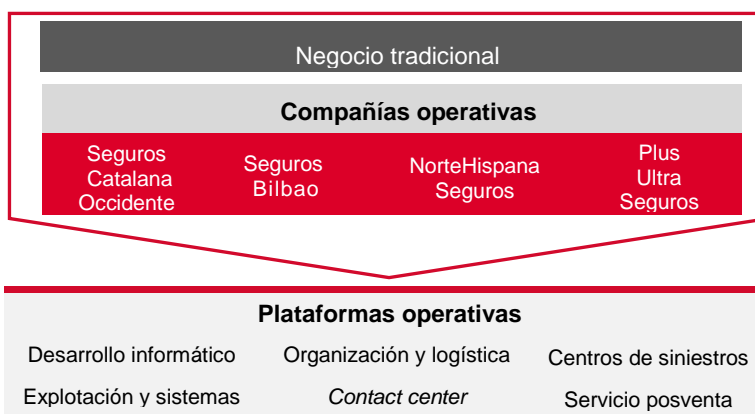 Negocio tradicional
Compañías operativas
Seguros
Catalana
Occidente
Seguros
Bilbao
NorteHispana
Seguros
Plus
Ultra
Seguros
Plataformas operativas
Desarrollo informático
Organización y logística
Centros de siniestros
Explotación y sistemas
Contact center
Servicio posventa